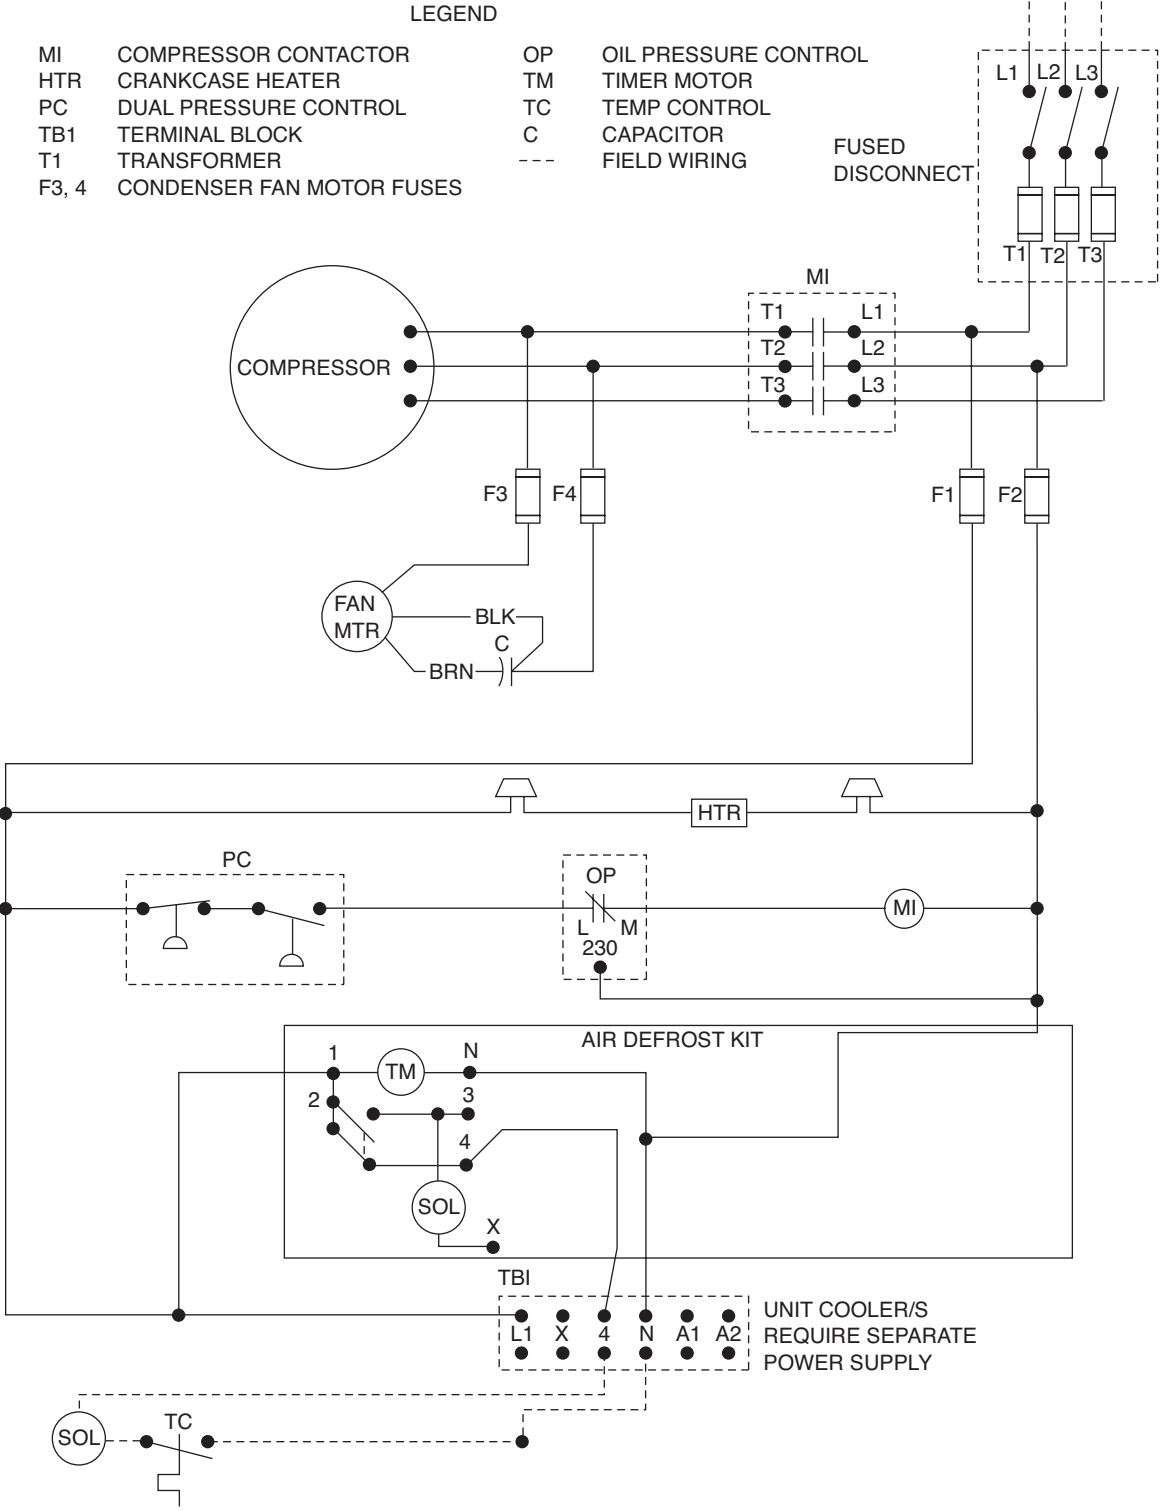 LEGEND
MI COMPRESSOR CONTACTOR OP OIL PRESSURE CONTROL
HTR CRANKCASE HEATER TM TIMER MOTOR
PC DUAL PRESSURE CONTROL TC TEMP CONTROL
TB1 TERMINAL BLOCK C CAPACITOR
T1 TRANSFORMER --- FIELD WIRING
F3, 4 CONDENSER FAN MOTOR FUSES
L1 L2 L3
FUSED
DISCONNECT
T1 T2 T3
MI
T1 L1
T2 L2
T3 L3
COMPRESSOR
F3 F4 F1 F2
FAN
MTR
BLK
C
BRN
HTR
PC
OP
L M
230
MI
AIR DEFROST KIT
1 TM N
2 3
4
SOL
X
TBI
L1 X 4 N A1 A2
UNIT COOLER/S
REQUIRE SEPARATE
POWER SUPPLY
SOL
TC